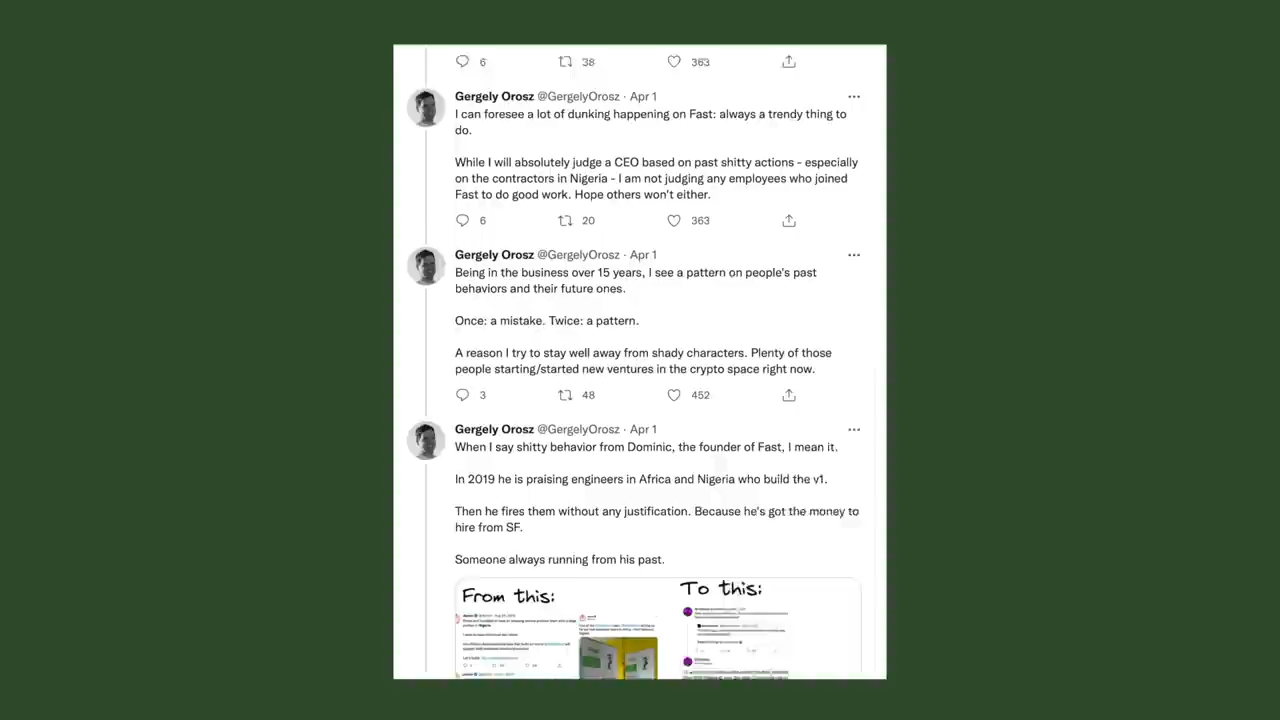 6 38 363
Gergely Orosz @GergelyOrosz · Apr 1
I can foresee a lot of dunking happening on Fast: always a trendy thing to
do.
While I will absolutely judge a CEO based on past shitty actions - especially
on the contractors in Nigeria - I am not judging any employees who joined
Fast to do good work. Hope others won't either.
6 20 363
Gergely Orosz @GergelyOrosz · Apr 1
Being in the business over 15 years, I see a pattern on people's past
behaviors and their future ones.
Once: a mistake. Twice: a pattern.
A reason I try to stay well away from shady characters. Plenty of those
people starting/started new ventures in the crypto space right now.
3 48 452
Gergely Orosz @GergelyOrosz · Apr 1
When I say shitty behavior from Dominic, the founder of Fast, I mean it.
In 2019 he is praising engineers in Africa and Nigeria who build the v1.
Then he fires them without any justification. Because he's got the money to
hire from SF.
Someone always running from his past.
From this:
To this: